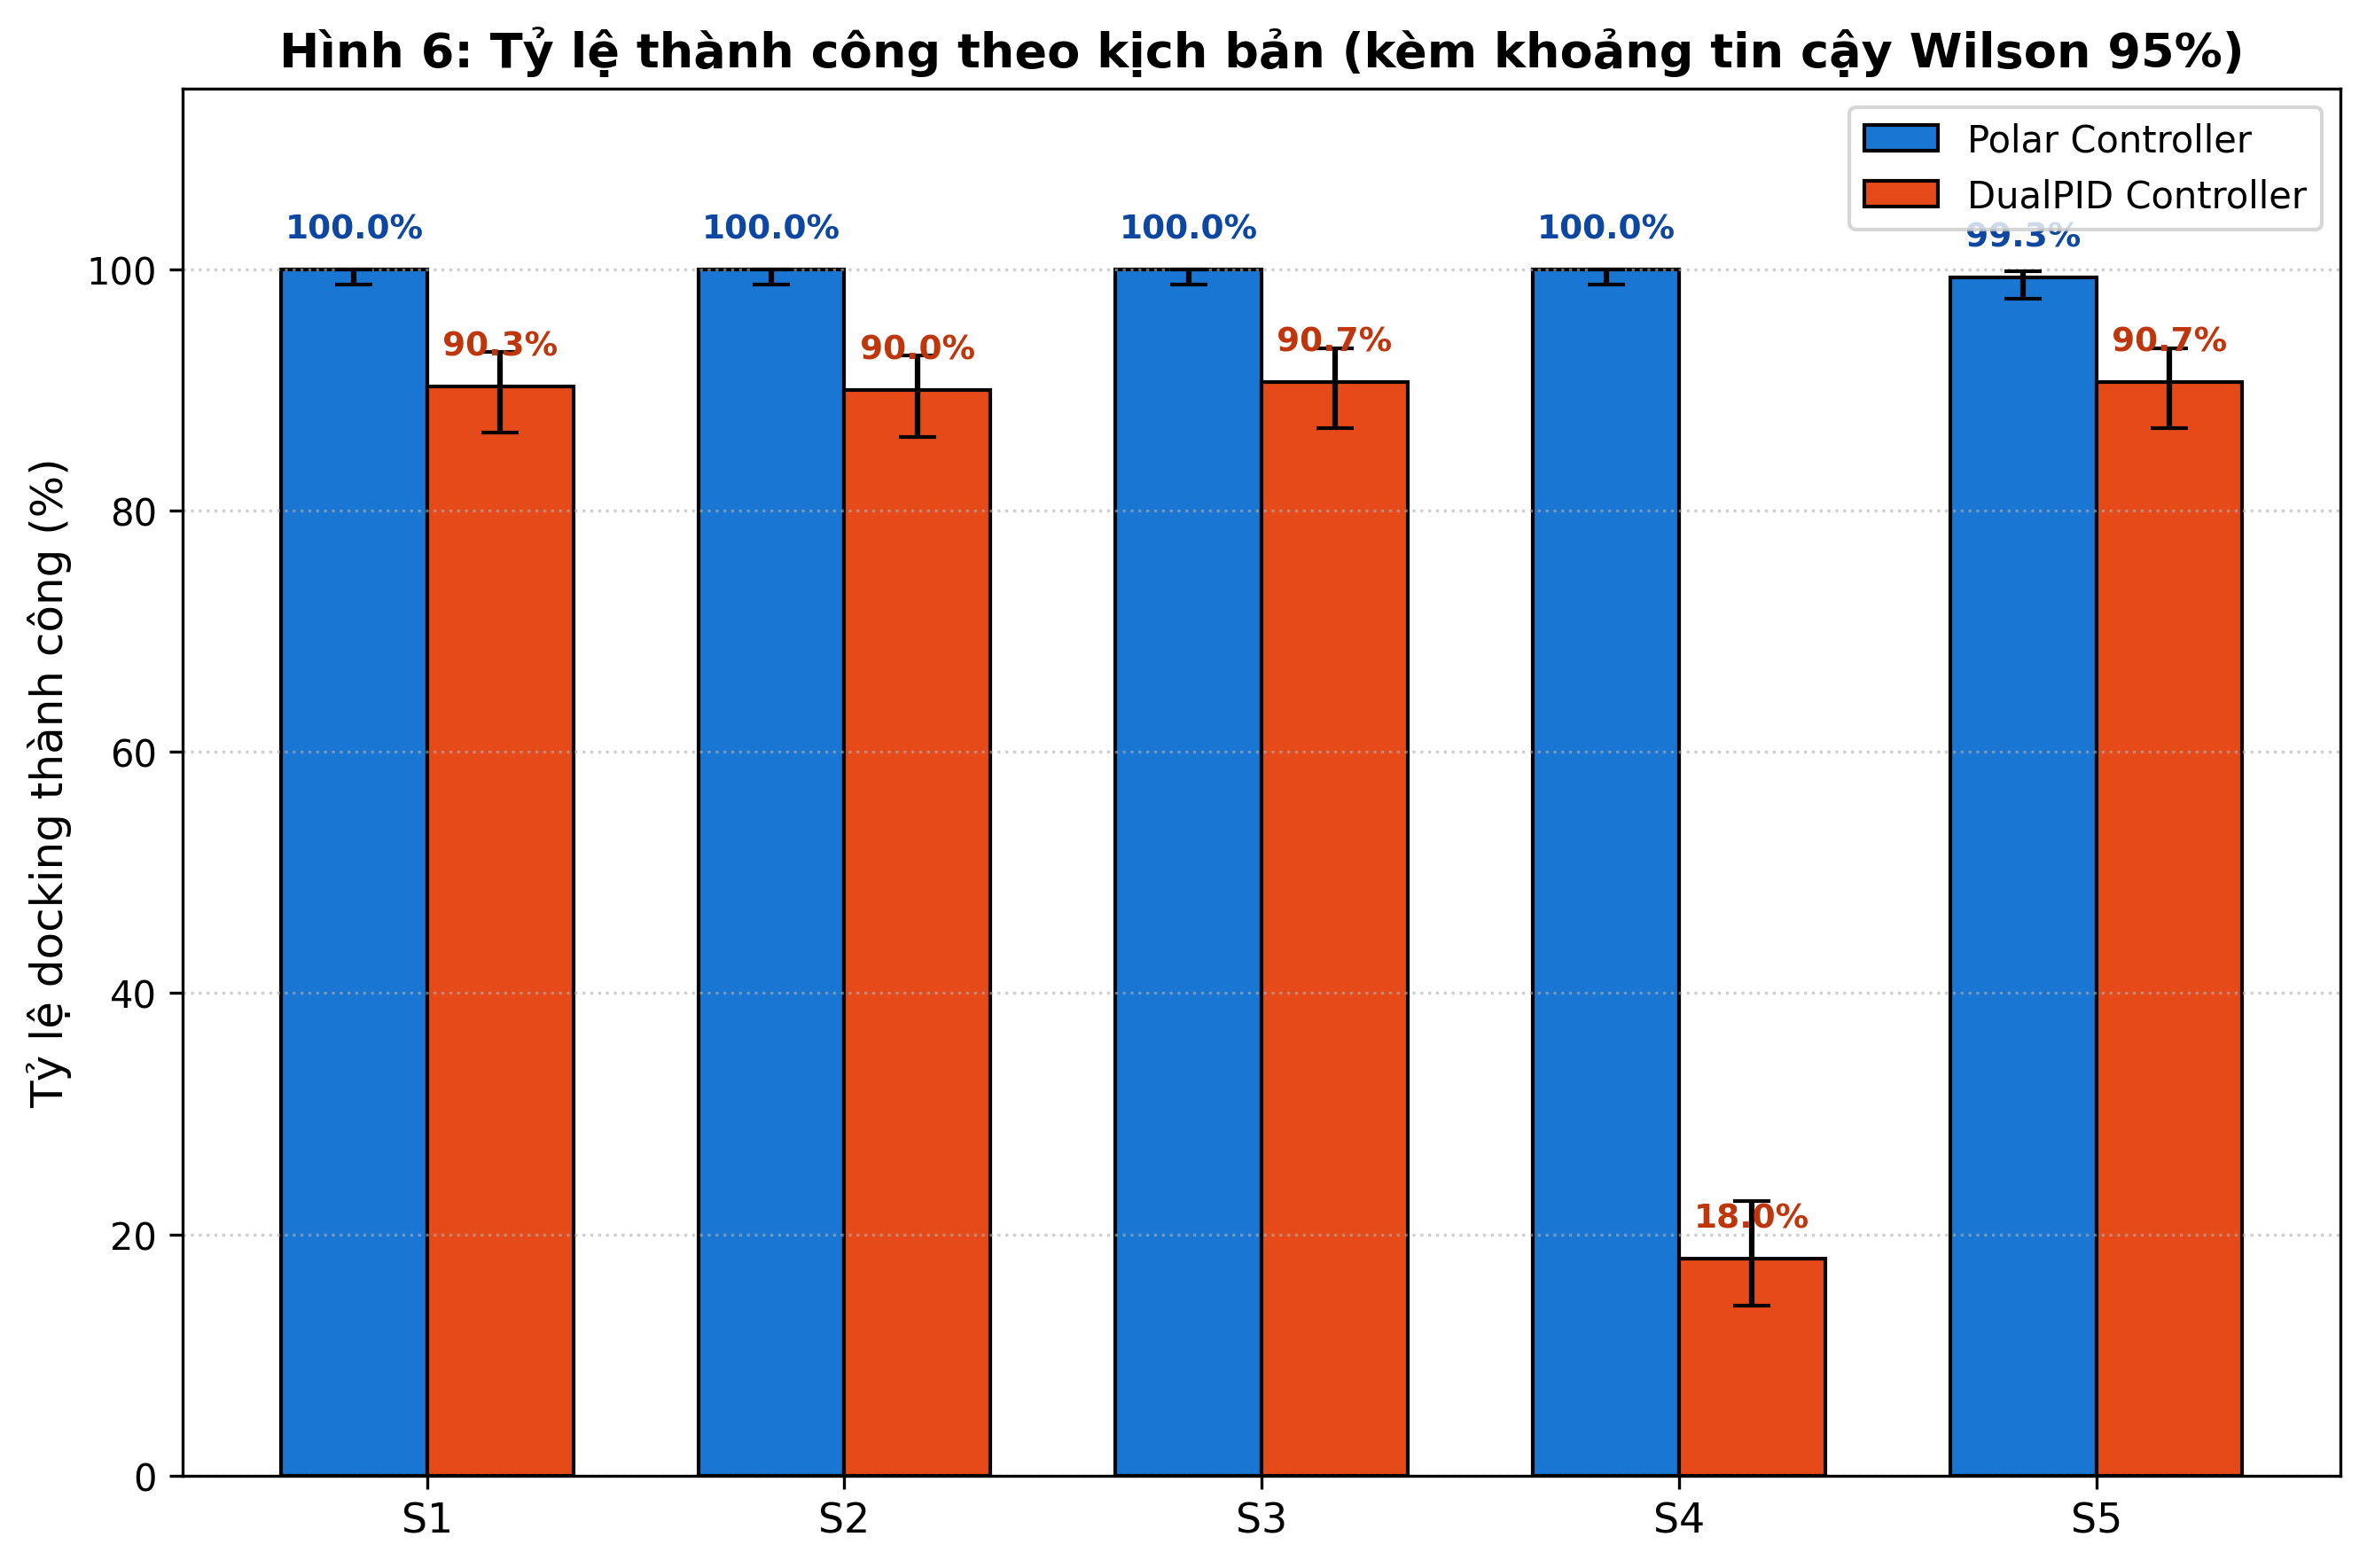 Hình 6: Tỷ lệ thành công theo kịch bản (kèm khoảng tin cậy Wilson 95%)
Polar Controller
DualPID Controller
100.0%
100.0%
100.0%
100.0%
99.3%
90.3%
90.0%
90.7%
90.7%
18.0%
Tỷ lệ docking thành công (%)
100
80
60
40
20
0
S1
S2
S3
S4
S5